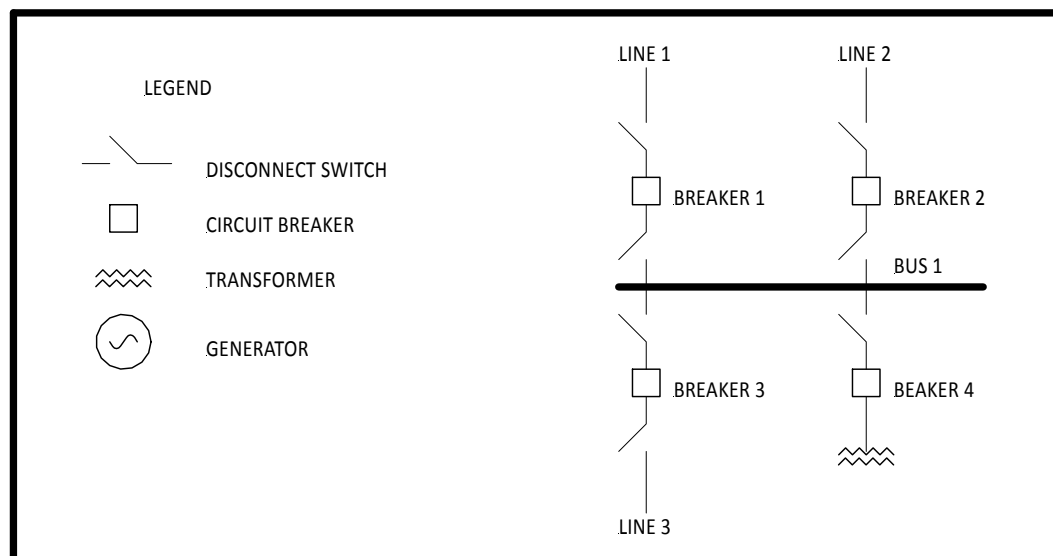 LEGEND
DISCONNECT SWITCH
CIRCUIT BREAKER
TRANSFORMER
GENERATOR
LINE 1
LINE 2
BREAKER 1
BREAKER 2
BUS 1
BREAKER 3
BEAKER 4
LINE 3